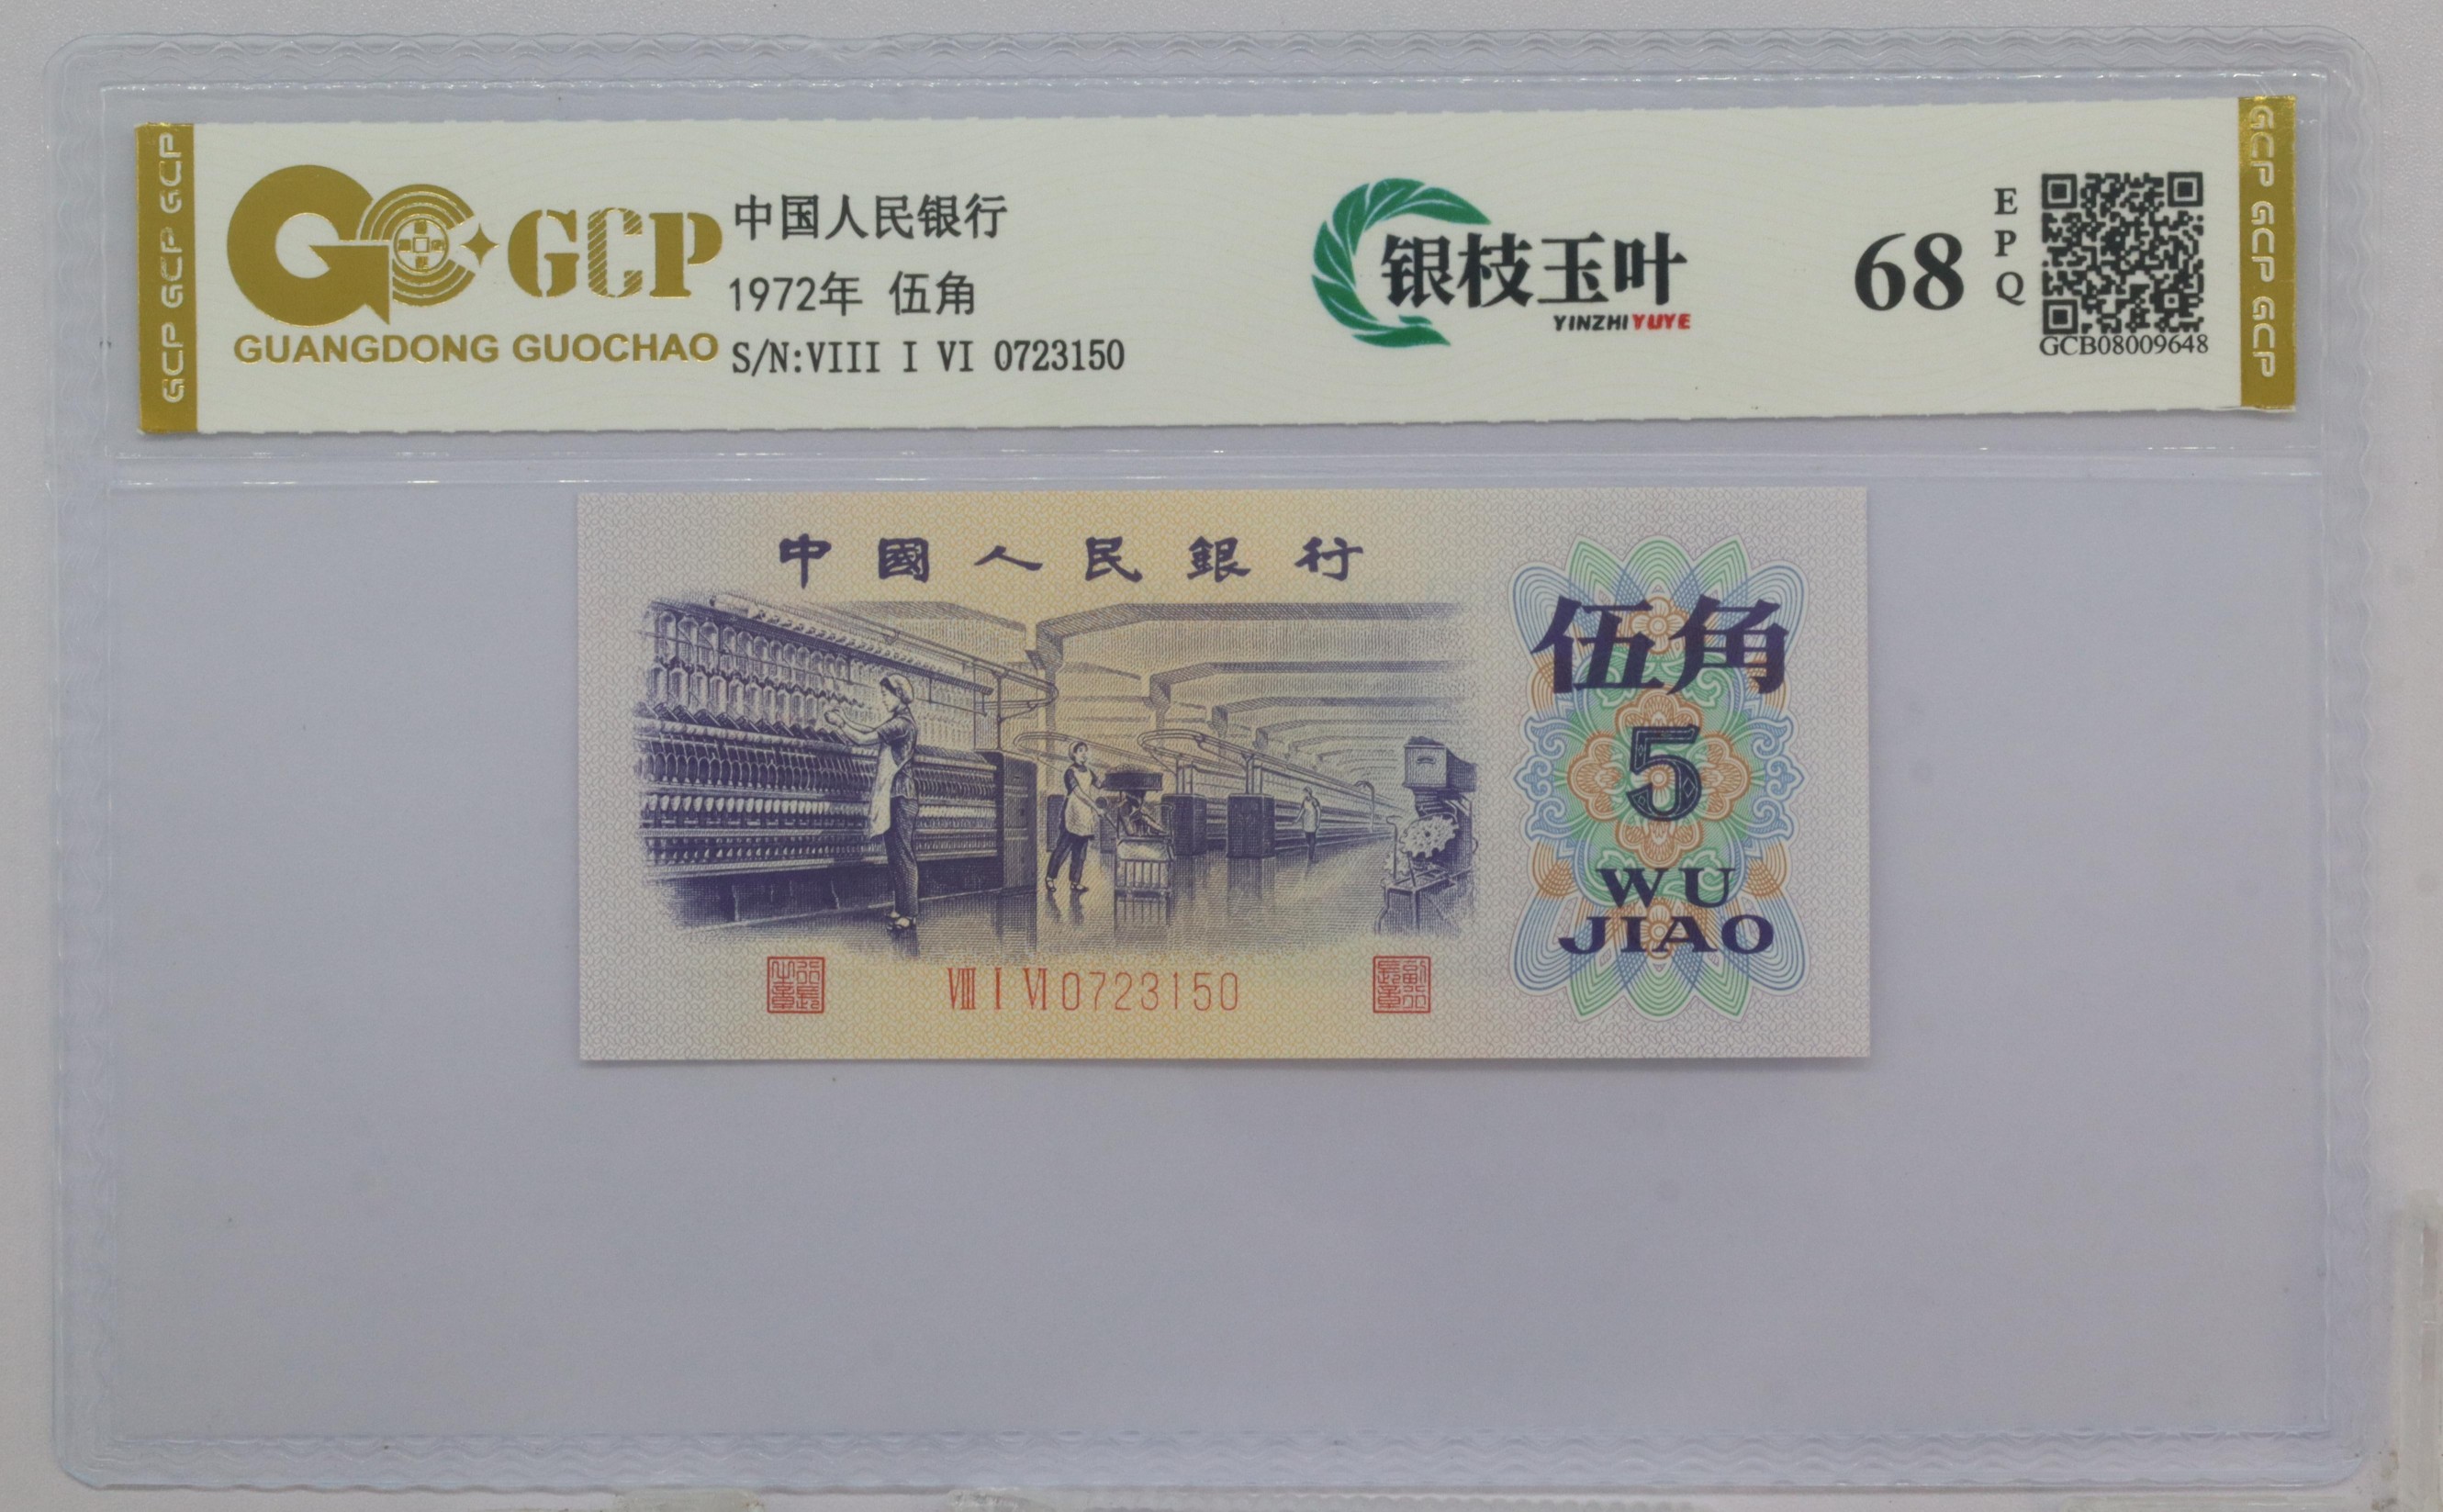 GCP GCP GCP
GCP
GUANGDONG GUOCHAO
中国人民银行
1972年 伍角
S/N:VIII I VI 0723150
银枝玉叶
YINZHIYUYE
68
EPQ
GCB08009648
GCP GCP GCP
中國人民銀行
伍角
5
WU
JIAO
VIII I VI 0723150